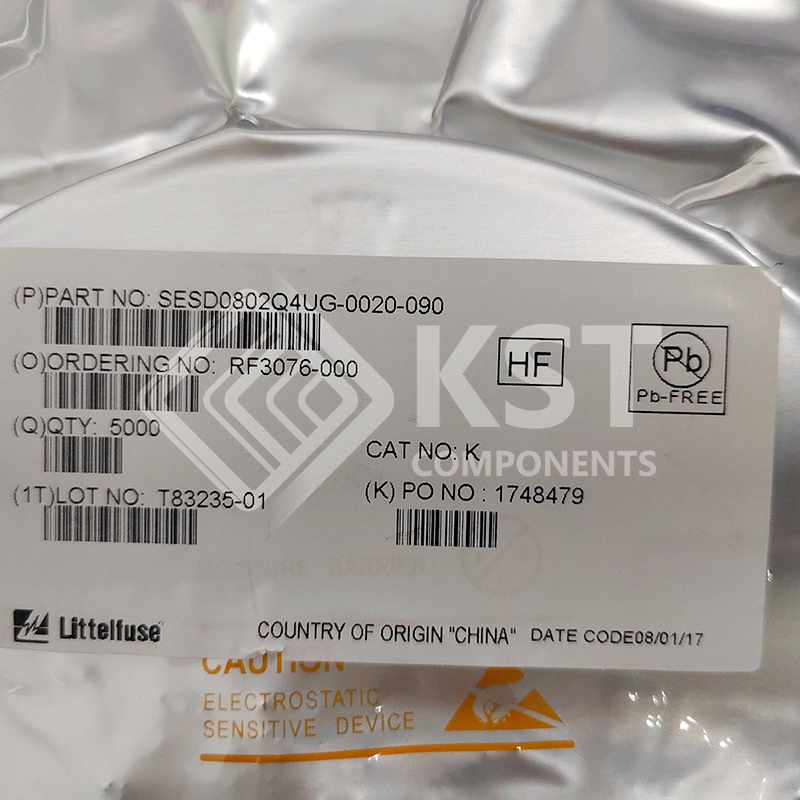 (P)PART NO: SESD0802Q4UG-0020-090
(O)ORDERING NO: RF3076-000
HF
Pb
Pb-FREE
(Q)QTY: 5000
CAT NO: K
(1T)LOT NO: T83235-01
(K) PO NO : 1748479
KST
COMPONENTS
MOISTURE BARRIER
Littelfuse
COUNTRY OF ORIGIN "CHINA" DATE CODE08/01/17
CAUTION
ELECTROSTATIC
SENSITIVE DEVICE